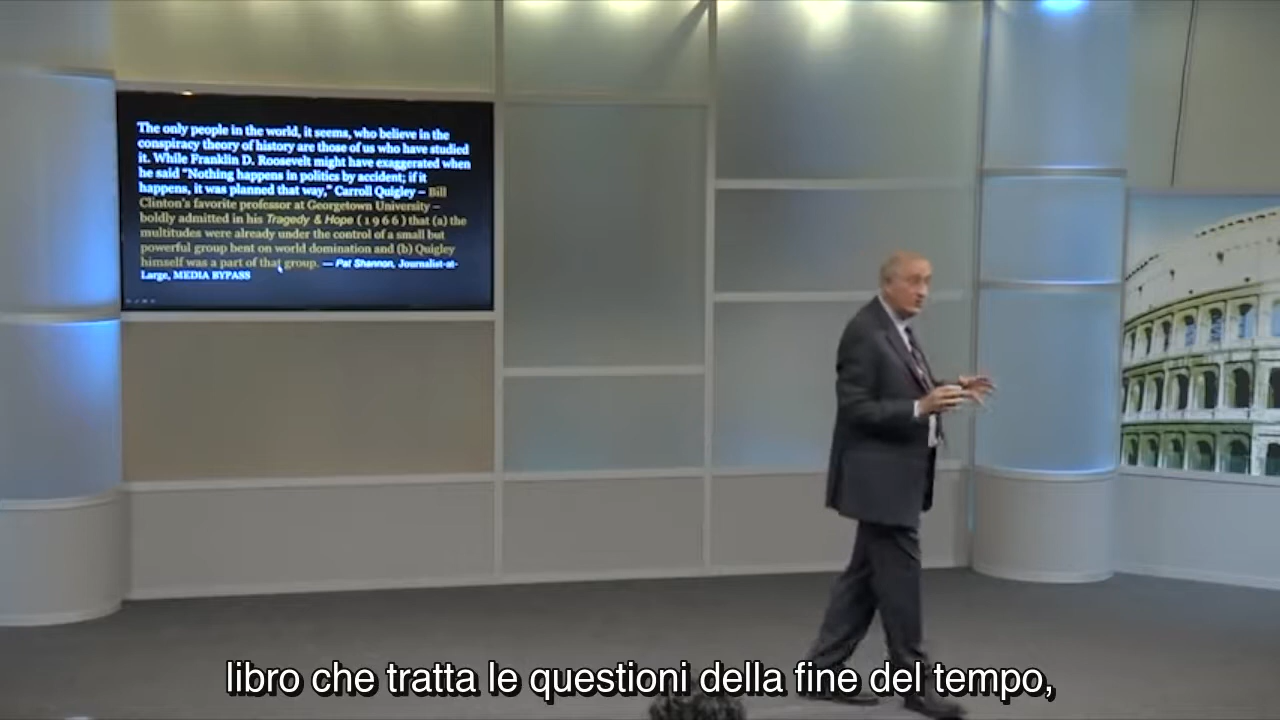 The only people in the world, it seems, who believe in the
conspiracy theory of history are those of us who have studied
it. While Franklin D. Roosevelt might have exaggerated when
he said "Nothing happens in politics by accident; if it
happens, it was planned that way," Carroll Quigley – Bill
Clinton's favorite professor at Georgetown University –
boldly admitted in his Tragedy & Hope (1966) that (a) the
multitudes were already under the control of a small but
powerful group bent on world domination and (b) Quigley
himself was a part of that group. — Pat Shannon, Journalist-at-
Large, MEDIA BYPASS
libro che tratta le questioni della fine del tempo,